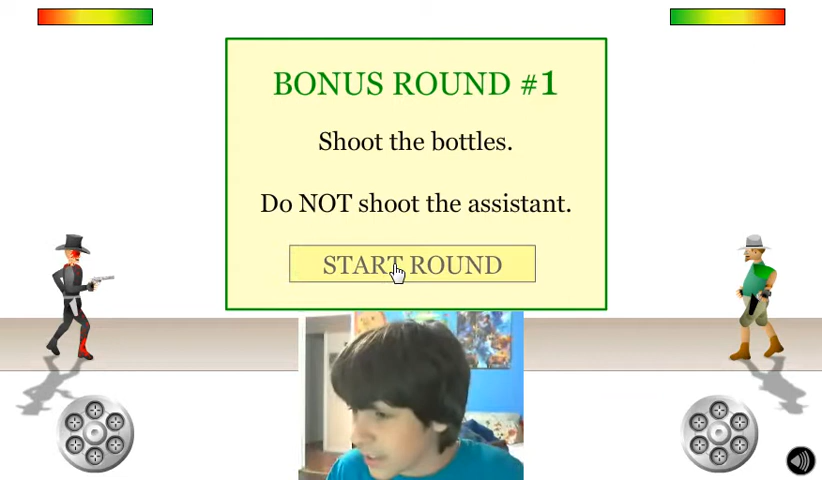 BONUS ROUND #1
Shoot the bottles.
Do NOT shoot the assistant.
START ROUND